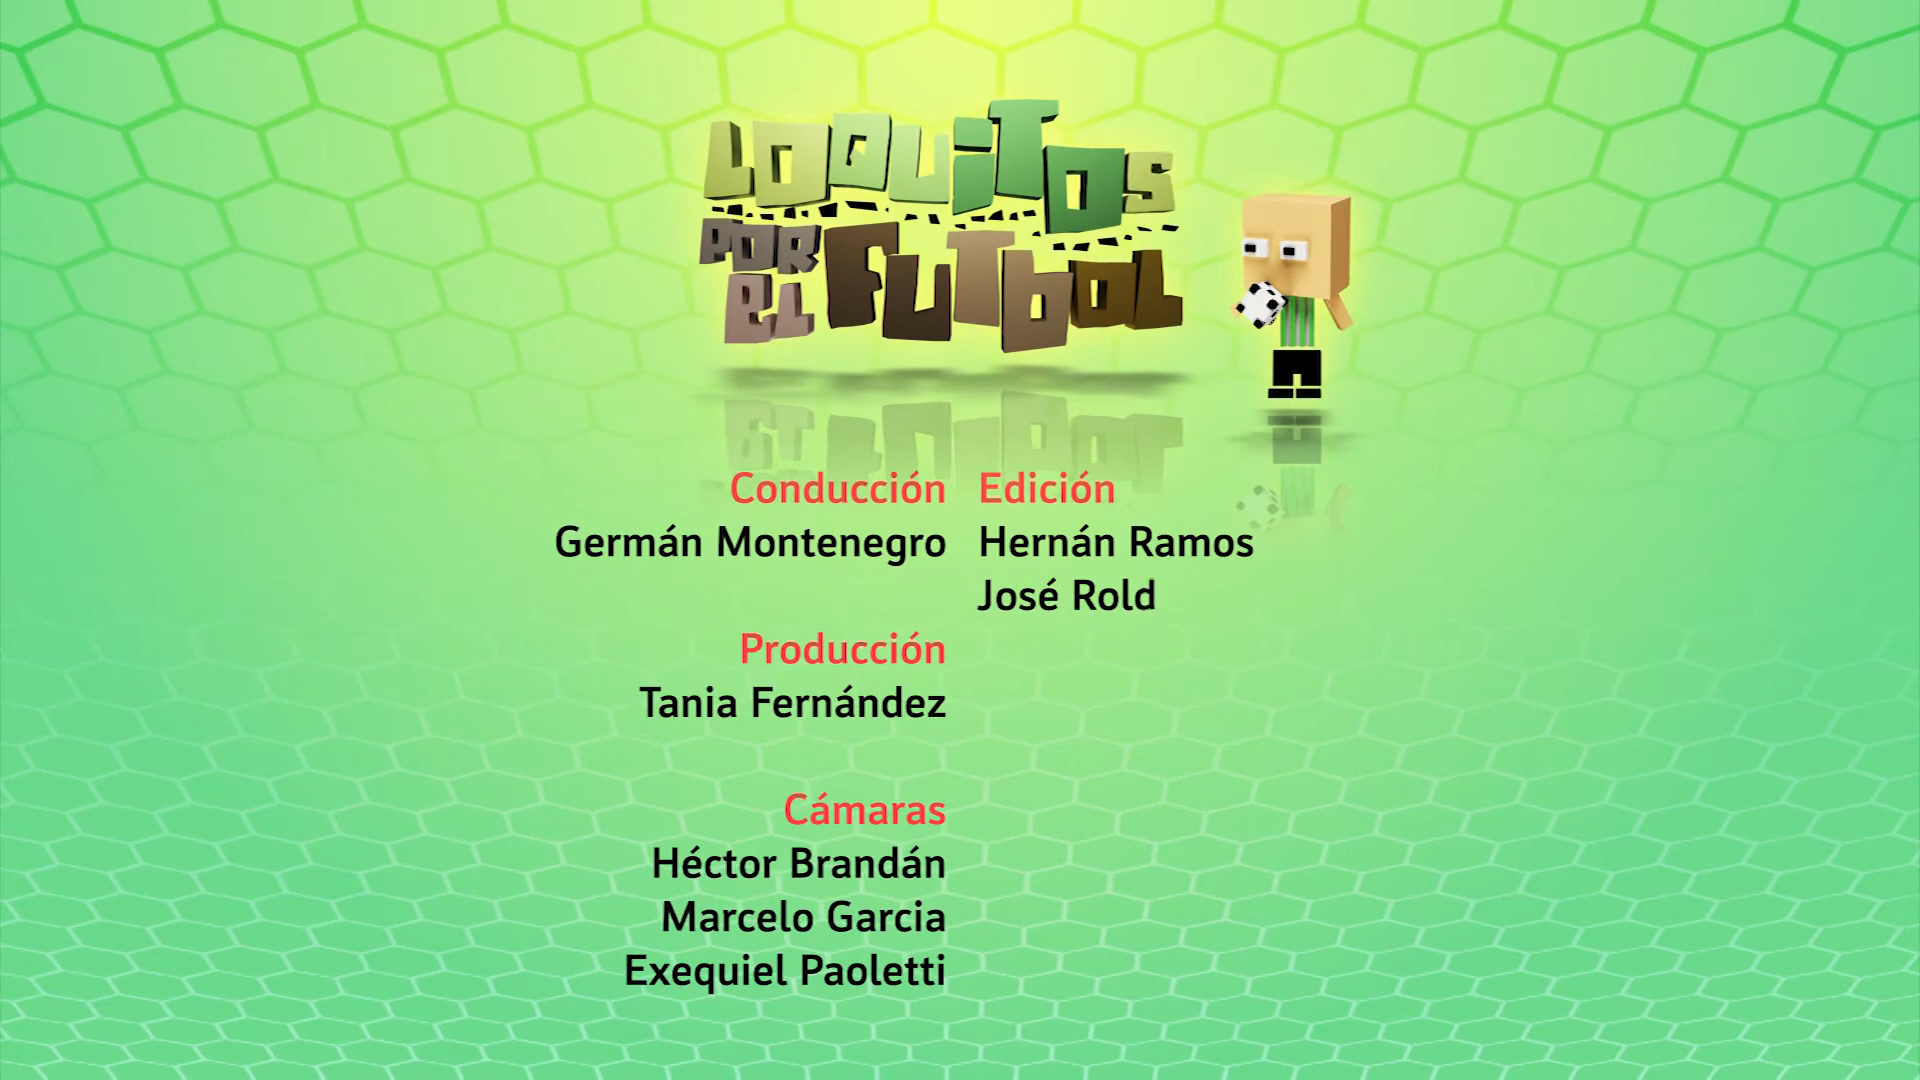 LOQUITOS
POR
EL FUTBOL
Conducción
Germán Montenegro
Producción
Tania Fernández
Cámaras
Héctor Brandán
Marcelo Garcia
Exequiel Paoletti
Edición
Hernán Ramos
José Rold